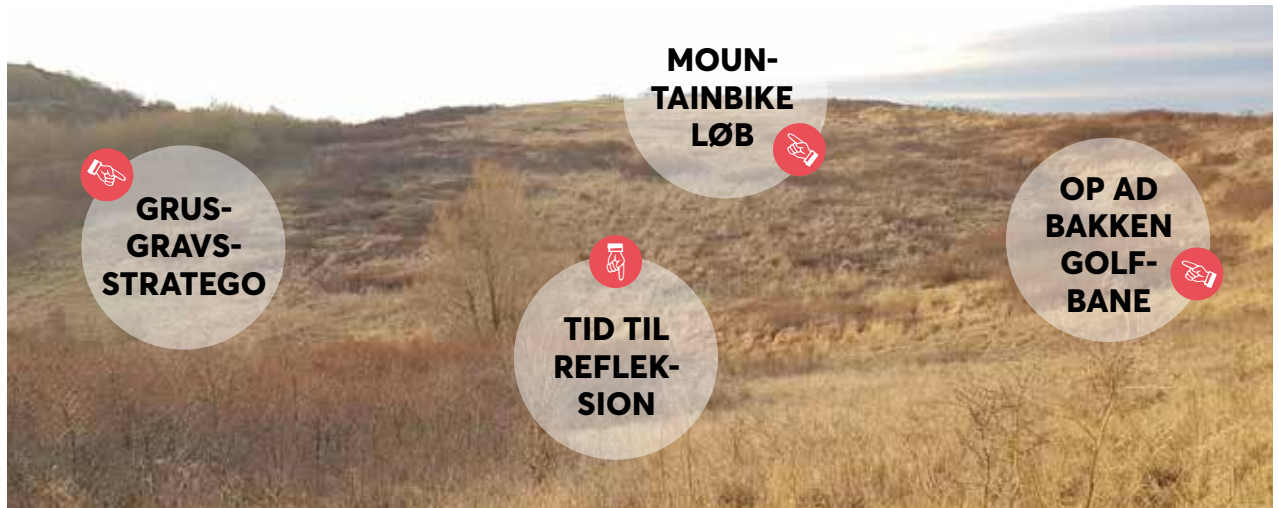 MOUN-
TAINBIKE
LØB
GRUS-
GRAVS-
STRATEGO
OP AD
BAKKEN
GOLF-
BANE
TID TIL
REFLEK-
SION